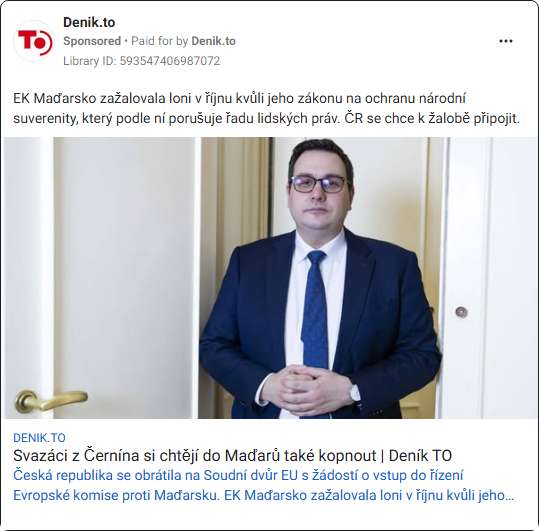 Denik.to
Sponsored • Paid for by Denik.to
Library ID: 593547406987072
TO
EK Maďarsko zažalovala loni v říjnu kvůli jeho zákonu na ochranu národní
suverenity, který podle ní porušuje řadu lidských práv. ČR se chce k žalobě připojit.
DENIK.TO
Svazáci z Černína si chtějí do Maďarů také kopnout | Deník TO
Česká republika se obrátila na Soudní dvůr EU s žádostí o vstup do řízení
Evropské komise proti Maďarsku. EK Maďarsko zažalovala loni v říjnu kvůli jeho...